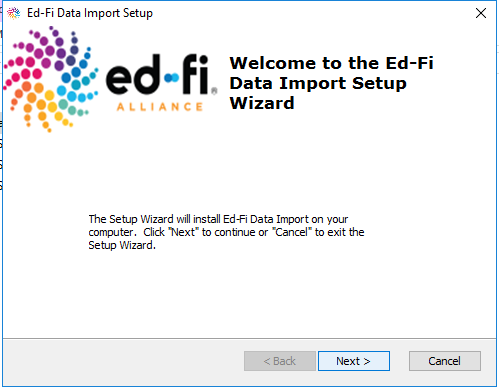 Ed-Fi Data Import Setup
ed-fi®
ALLIANCE
Welcome to the Ed-Fi
Data Import Setup
Wizard
The Setup Wizard will install Ed-Fi Data Import on your
computer.  Click "Next" to continue or "Cancel" to exit the
Setup Wizard.
< Back
Next >
Cancel